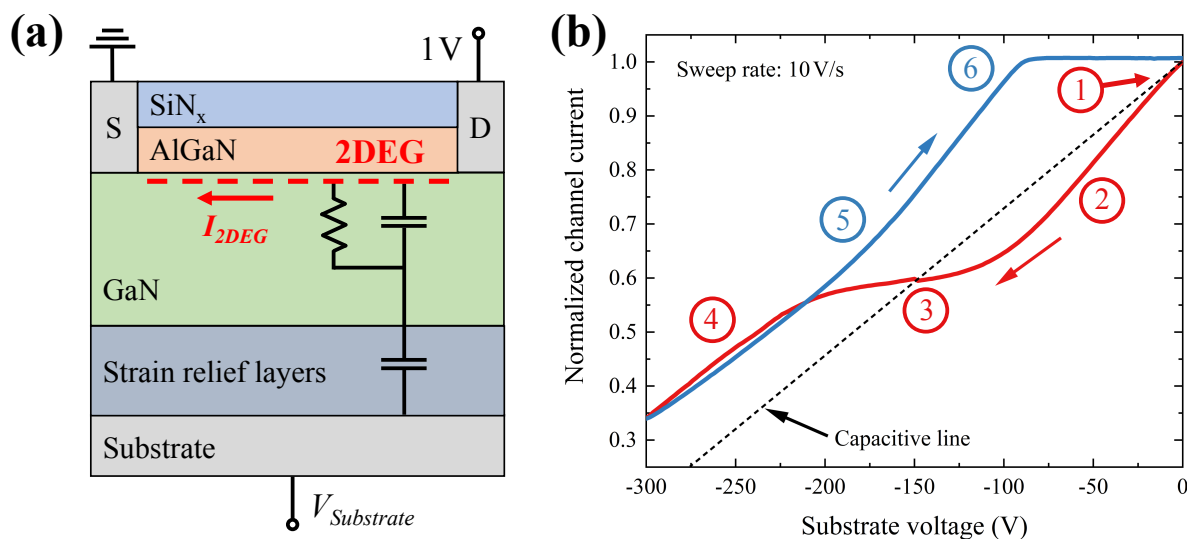 (a)
1V
S
D
SiNx
AlGaN
2DEG
I2DEG
GaN
Strain relief layers
Substrate
VSubstrate
(b)
Normalized channel current
1.0
0.9
0.8
0.7
0.6
0.5
0.4
0.3
Sweep rate: 10 V/s
6
1
5
2
4
3
Capacitive line
-300
-250
-200
-150
-100
-50
0
Substrate voltage (V)